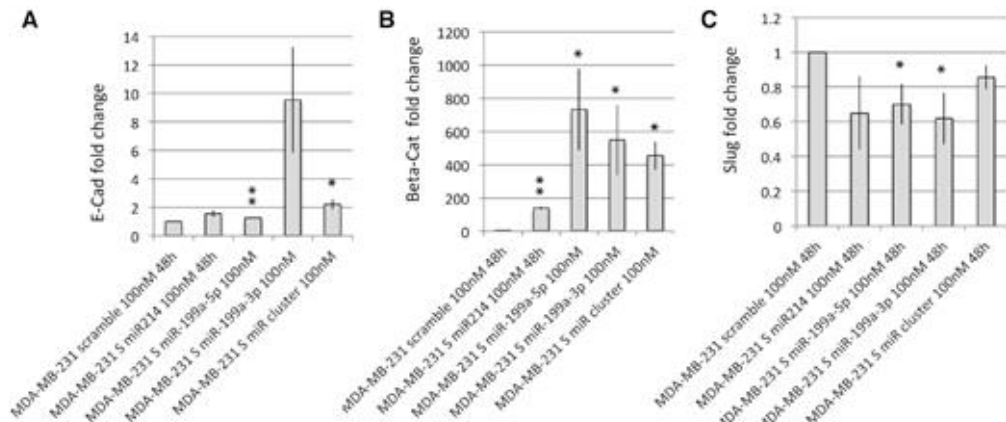 A
E-Cad fold change
14
12
10
8
6
4
2
0
**
*
MDA-MB-231 scramble 100nM 48h
MDA-MB-231 S miR214 100nM 48h
MDA-MB-231 S miR-199a-5p 100nM
MDA-MB-231 S miR-199a-3p 100nM
MDA-MB-231 S miR cluster 100nM
B
Beta-Cat fold change
1200
1000
800
600
400
200
0
**
*
*
*
MDA-MB-231 scramble 100nM 48h
MDA-MB-231 S miR214 100nM 48h
MDA-MB-231 S miR-199a-5p 100nM
MDA-MB-231 S miR-199a-3p 100nM
MDA-MB-231 S miR cluster 100nM
C
Slug fold change
1.2
1
0.8
0.6
0.4
0.2
0
*
*
MDA-MB-231 scramble 100nM 48h
MDA-MB-231 S miR214 100nM 48h
MDA-MB-231 S miR-199a-5p 100nM 48h
MDA-MB-231 S miR-199a-3p 100nM 48h
MDA-MB-231 S miR cluster 100nM 48h